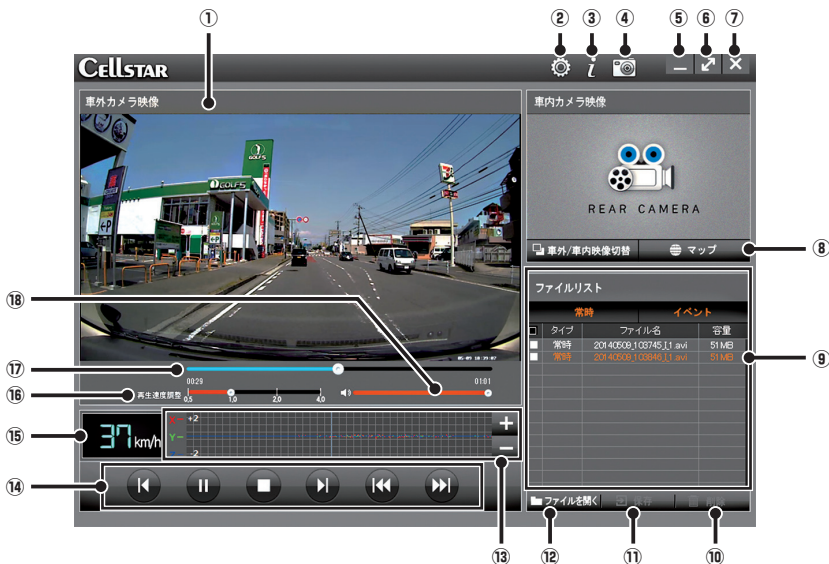 ① ② ③ ④ ⑤ ⑥ ⑦
CELLSTAR
車外カメラ映像
車内カメラ映像
GOLF5
GOLF5
P
REAR CAMERA
車外/車内映像切替 マップ ⑧
ファイルリスト
常時 イベント
タイプ ファイル名 容量
常時 20140509_103745_I_1.avi 51 MB
常時 20140509_103846_I_1.avi 51 MB
⑨
⑱
⑰
00:29 01:01
⑯ 再生速度調整
0.5 1.0 2.0 4.0
⑮ 37 km/h
X +2
Y
-2
+
−
⑭
ファイルを開く 保存 削除
⑬ ⑫ ⑪ ⑩